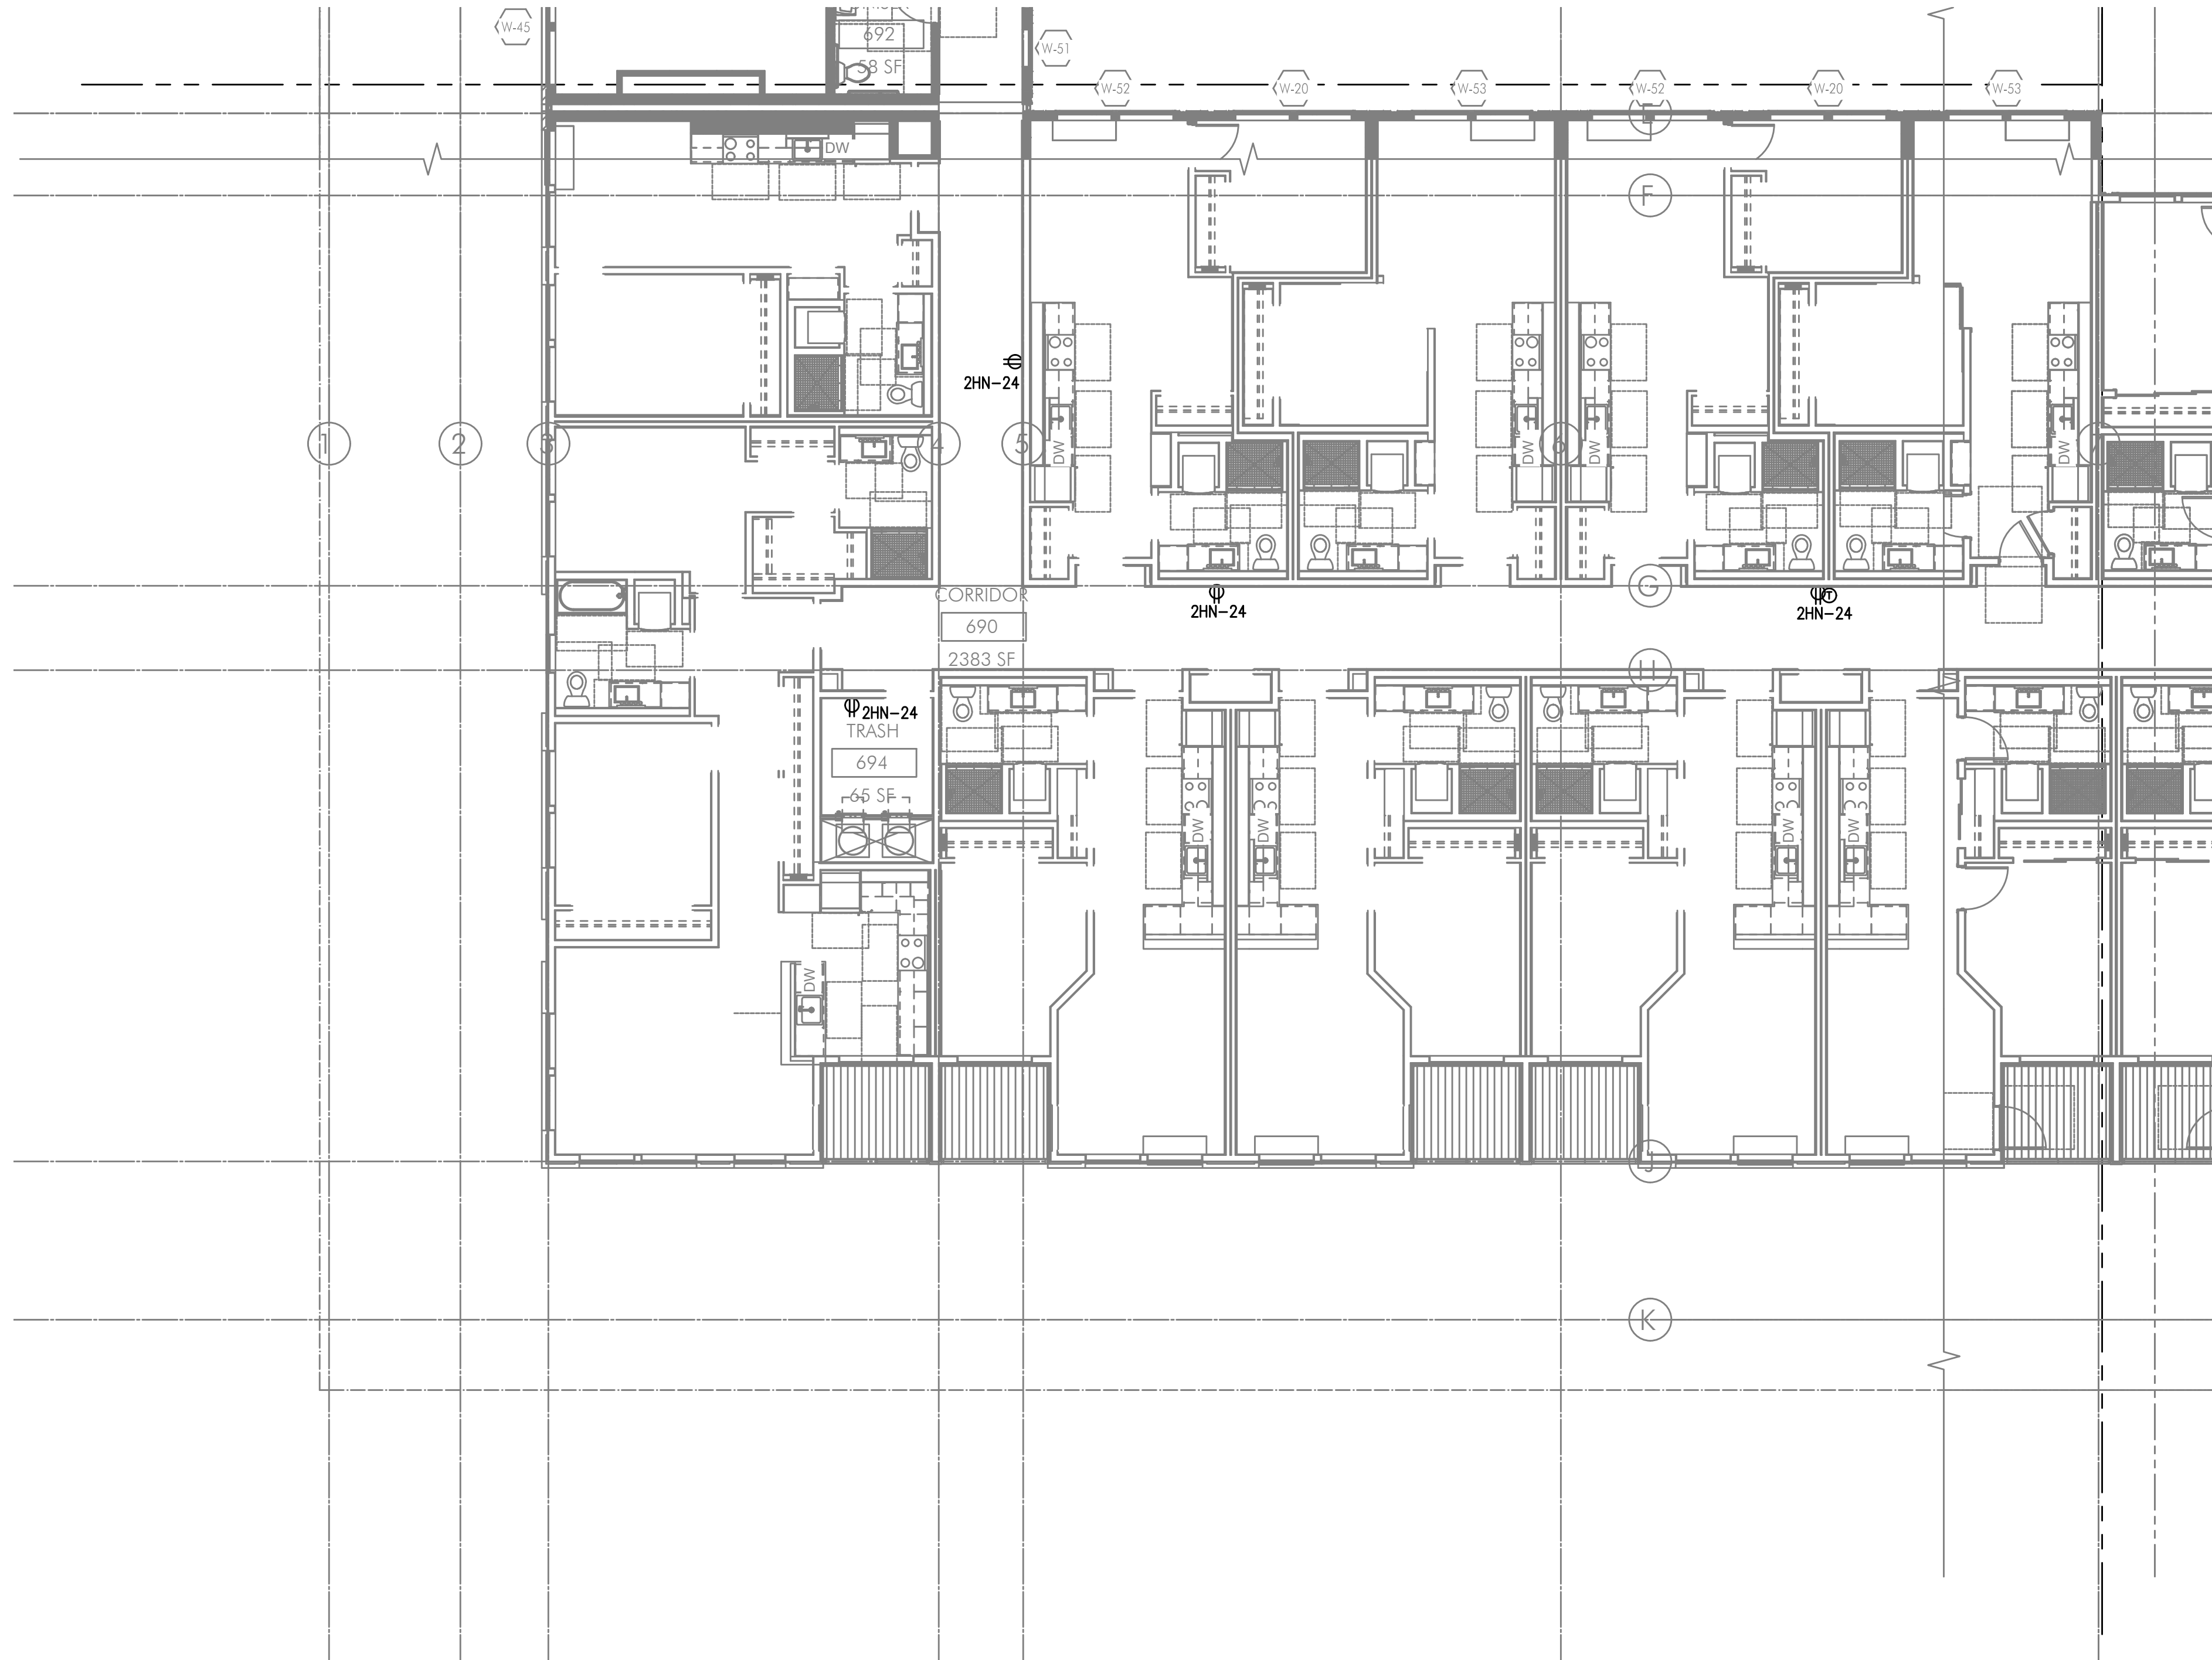 692
58 SF
W-45
W-51
W-52
W-20
W-53
W-52
W-20
W-53
E
DW
F
2HN-24
1
2
3
4
5
6
DW
DW
DW
DW
G
CORRIDOR
690
2383 SF
2HN-24
T
2HN-24
H
2HN-24
TRASH
694
65 SF
DW
DW
DW
DW
DW
J
K